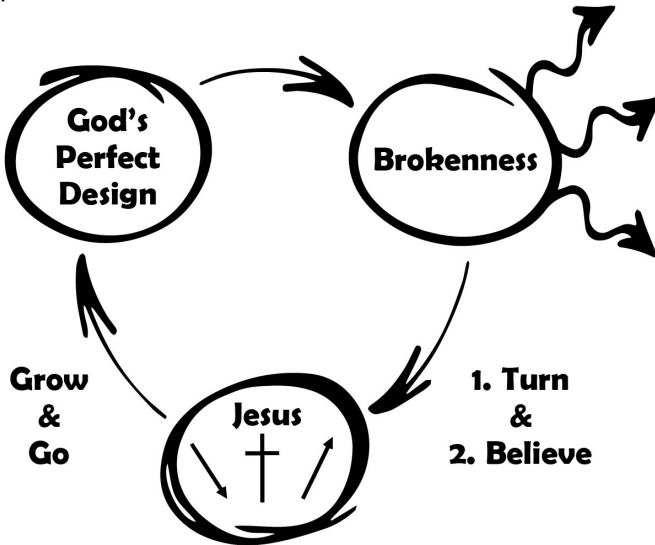 God's
Perfect
Design
Brokenness
Grow
&
Go
Jesus
1. Turn
&
2. Believe